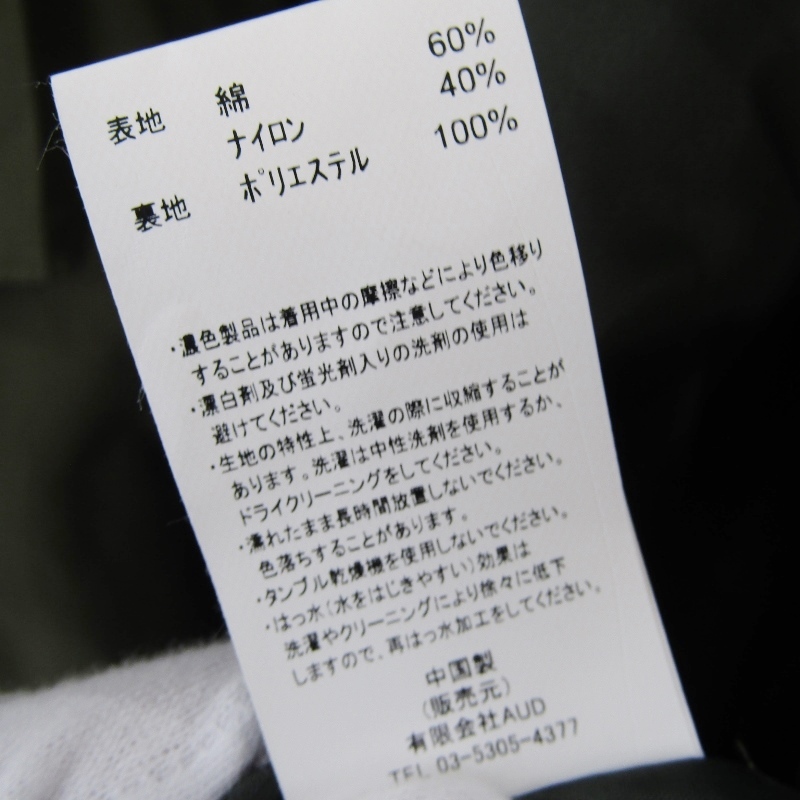 表地 綿 60%
ナイロン 40%
裏地 ポリエステル 100%
・濃色製品は着用中の摩擦などにより色移り
することがありますので注意してください。
・漂白剤及び蛍光剤入りの洗剤の使用は
避けてください。
・生地の特性上、洗濯の際に収縮することが
あります。洗濯は中性洗剤を使用するか、
ドライクリーニングをしてください。
・濡れたまま長時間放置しないでください。
色落ちすることがあります。
・タンブル乾燥機を使用しないでください。
・はっ水(水をはじきやすい)効果は
洗濯やクリーニングにより徐々に低下
しますので、再はっ水加工をしてください。
中国製
(販売元)
有限会社AUD
TEL 03-5305-4377